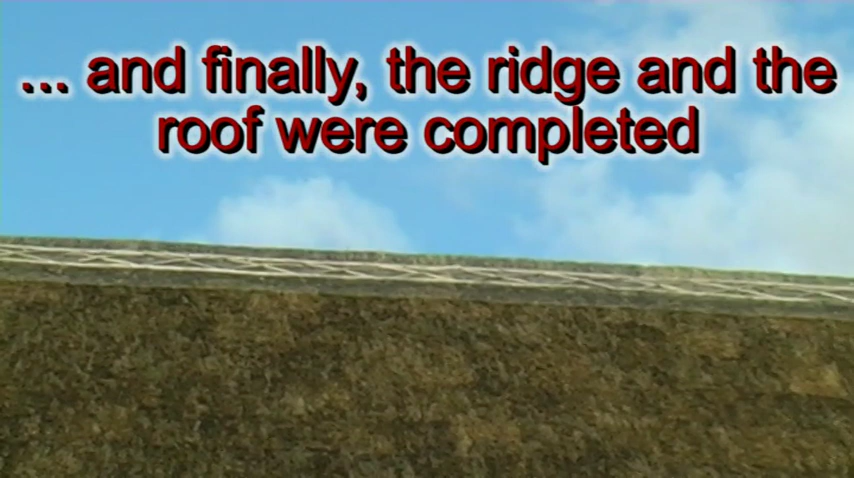 ... and finally, the ridge and the
roof were completed